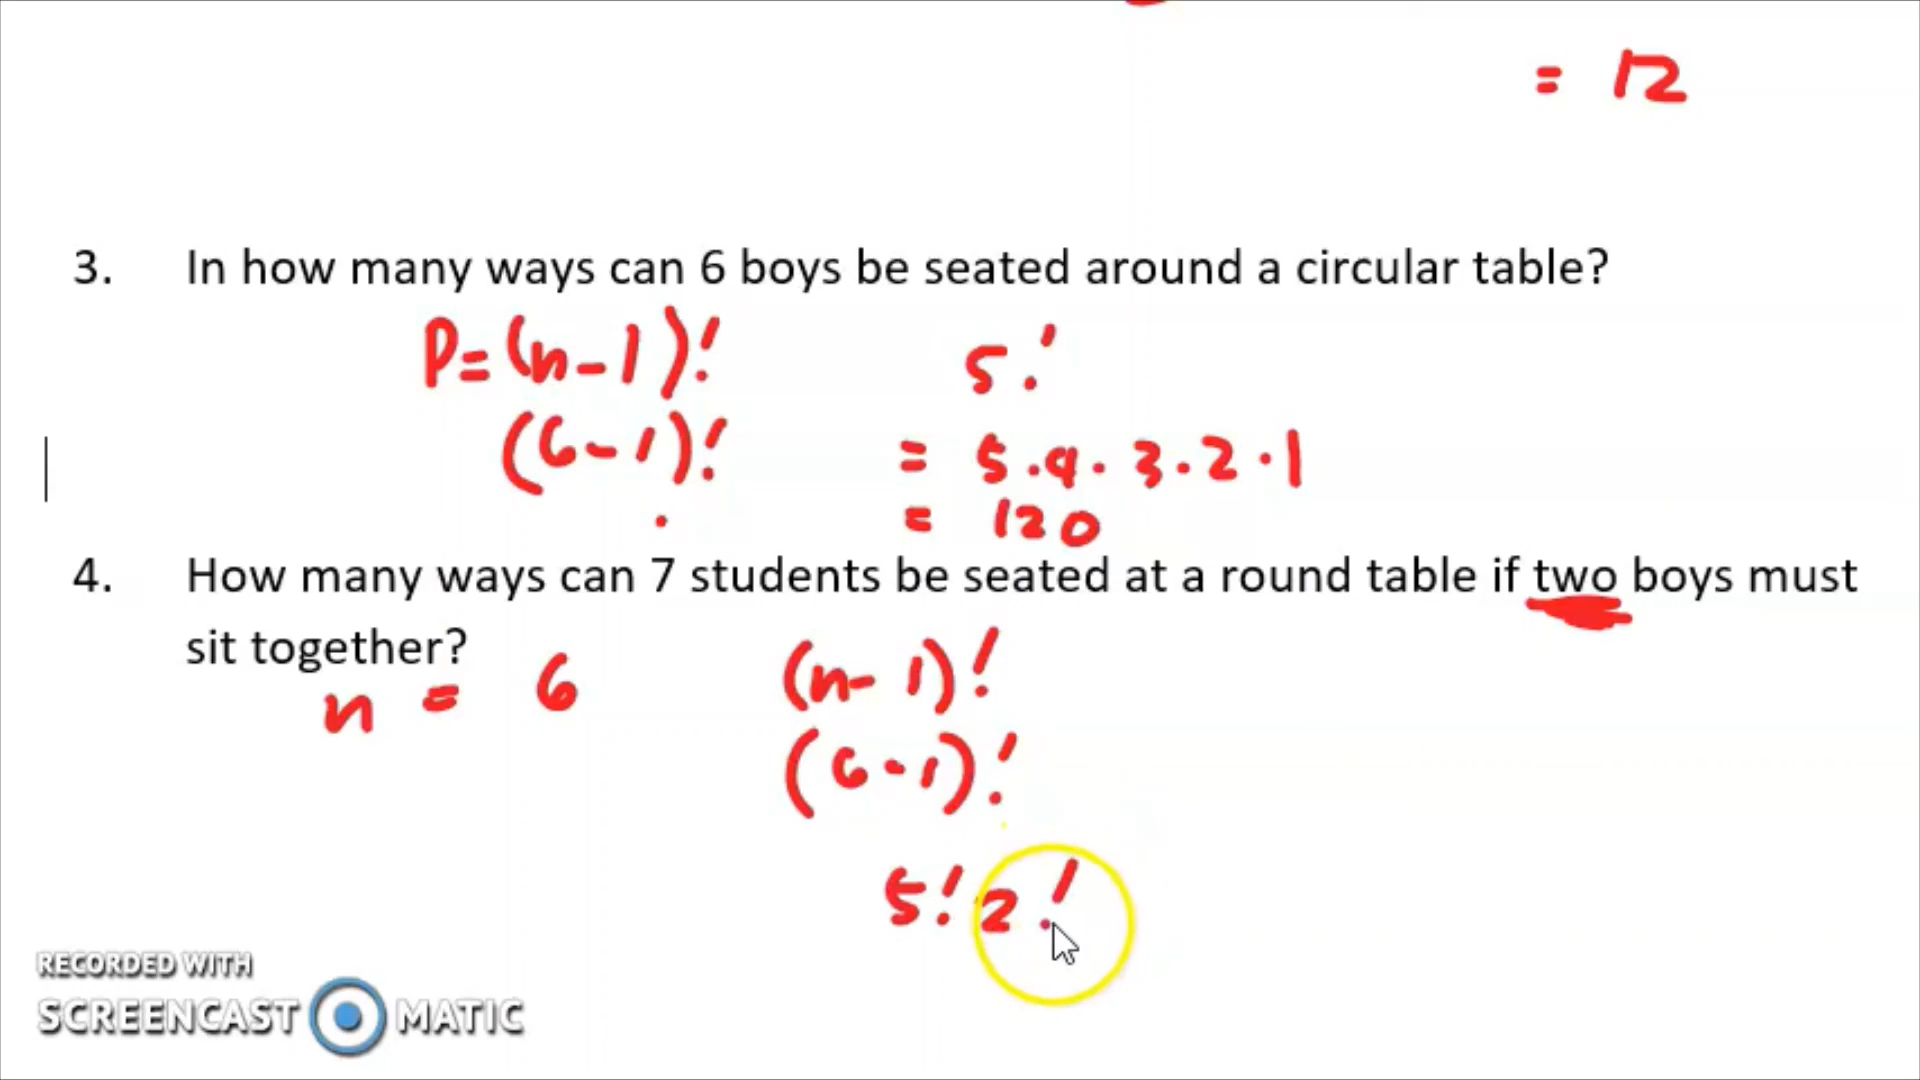 = 12
3. In how many ways can 6 boys be seated around a circular table?
P=(n-1)! 5!
(6-1)! = 5.4.3.2.1
= 120
4. How many ways can 7 students be seated at a round table if two boys must
sit together?
n = 6 (n-1)!
(6-1)!
5! 2!
RECORDED WITH
SCREENCAST MATIC